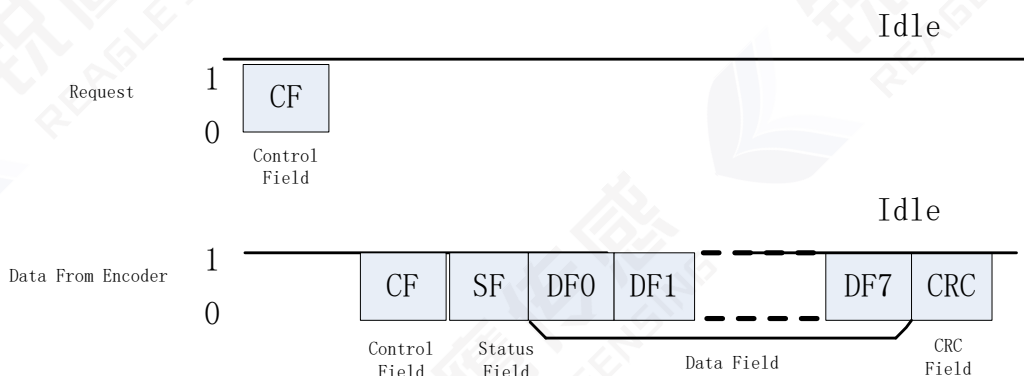 Idle
Request
1
CF
0
Control
Field
Idle
Data From Encoder
1
CF SF DF0 DF1 DF7 CRC
0
Control
Field
Status
Field
Data Field
CRC
Field